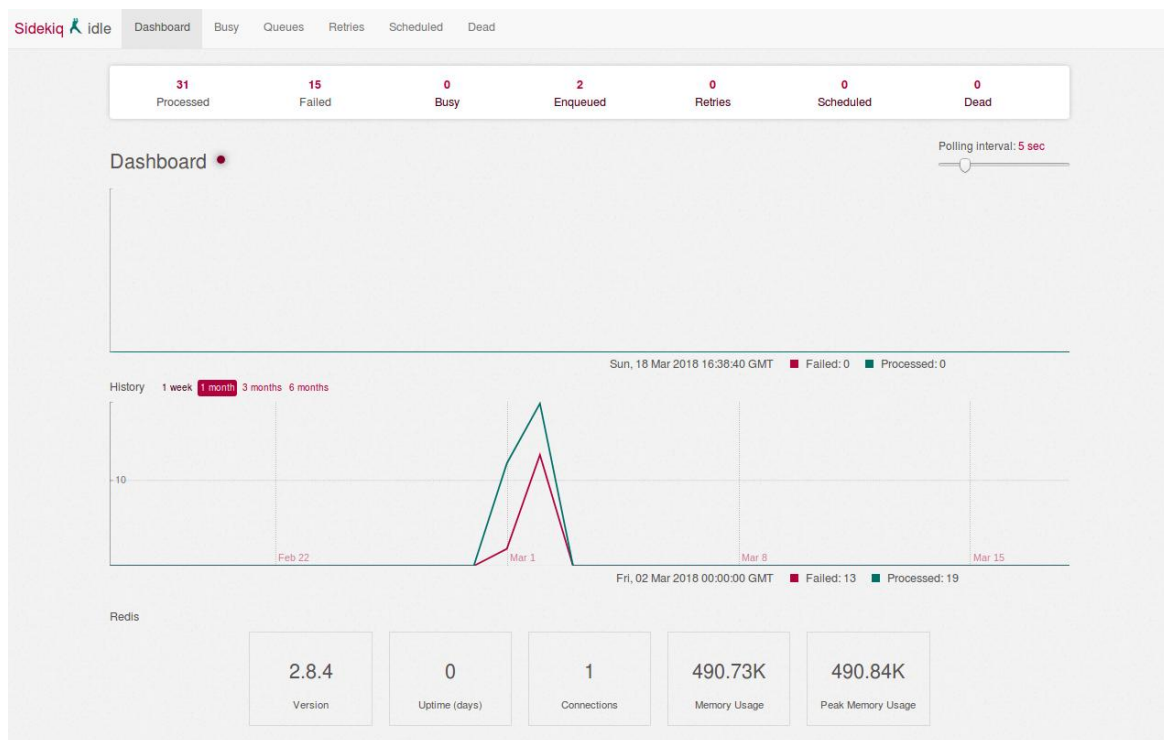 Sidekiq idle Dashboard Busy Queues Retries Scheduled Dead
31 15 0 2 0 0 0
Processed Failed Busy Enqueued Retries Scheduled Dead
Polling interval: 5 sec
Dashboard
Sun, 18 Mar 2018 16:38:40 GMT Failed: 0 Processed: 0
History 1 week 1 month 3 months 6 months
10
Feb 22 Mar 1 Mar 8 Mar 15
Fri, 02 Mar 2018 00:00:00 GMT Failed: 13 Processed: 19
Redis
2.8.4 0 1 490.73K 490.84K
Version Uptime (days) Connections Memory Usage Peak Memory Usage